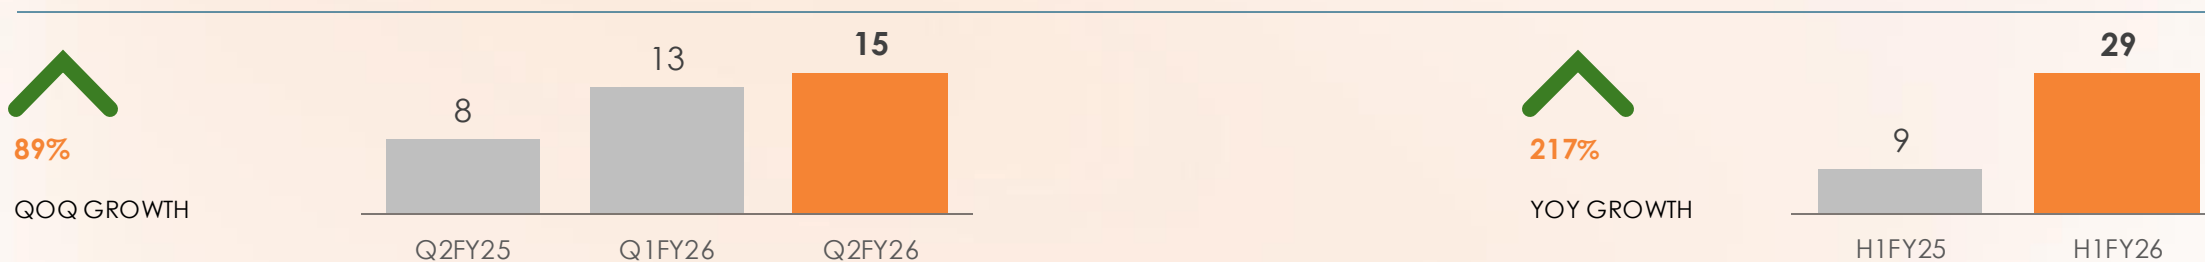 89%
QOQ GROWTH
8
13
15
Q2FY25
Q1FY26
Q2FY26
217%
YOY GROWTH
9
29
H1FY25
H1FY26